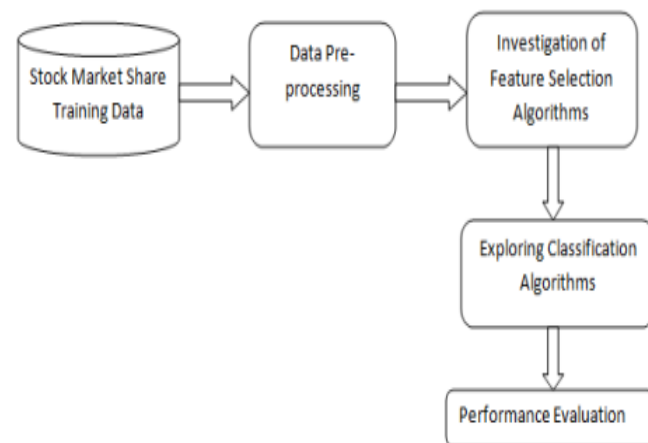 Stock Market Share
Training Data
Data Pre-
processing
Investigation of
Feature Selection
Algorithms
Exploring Classification
Algorithms
Performance Evaluation